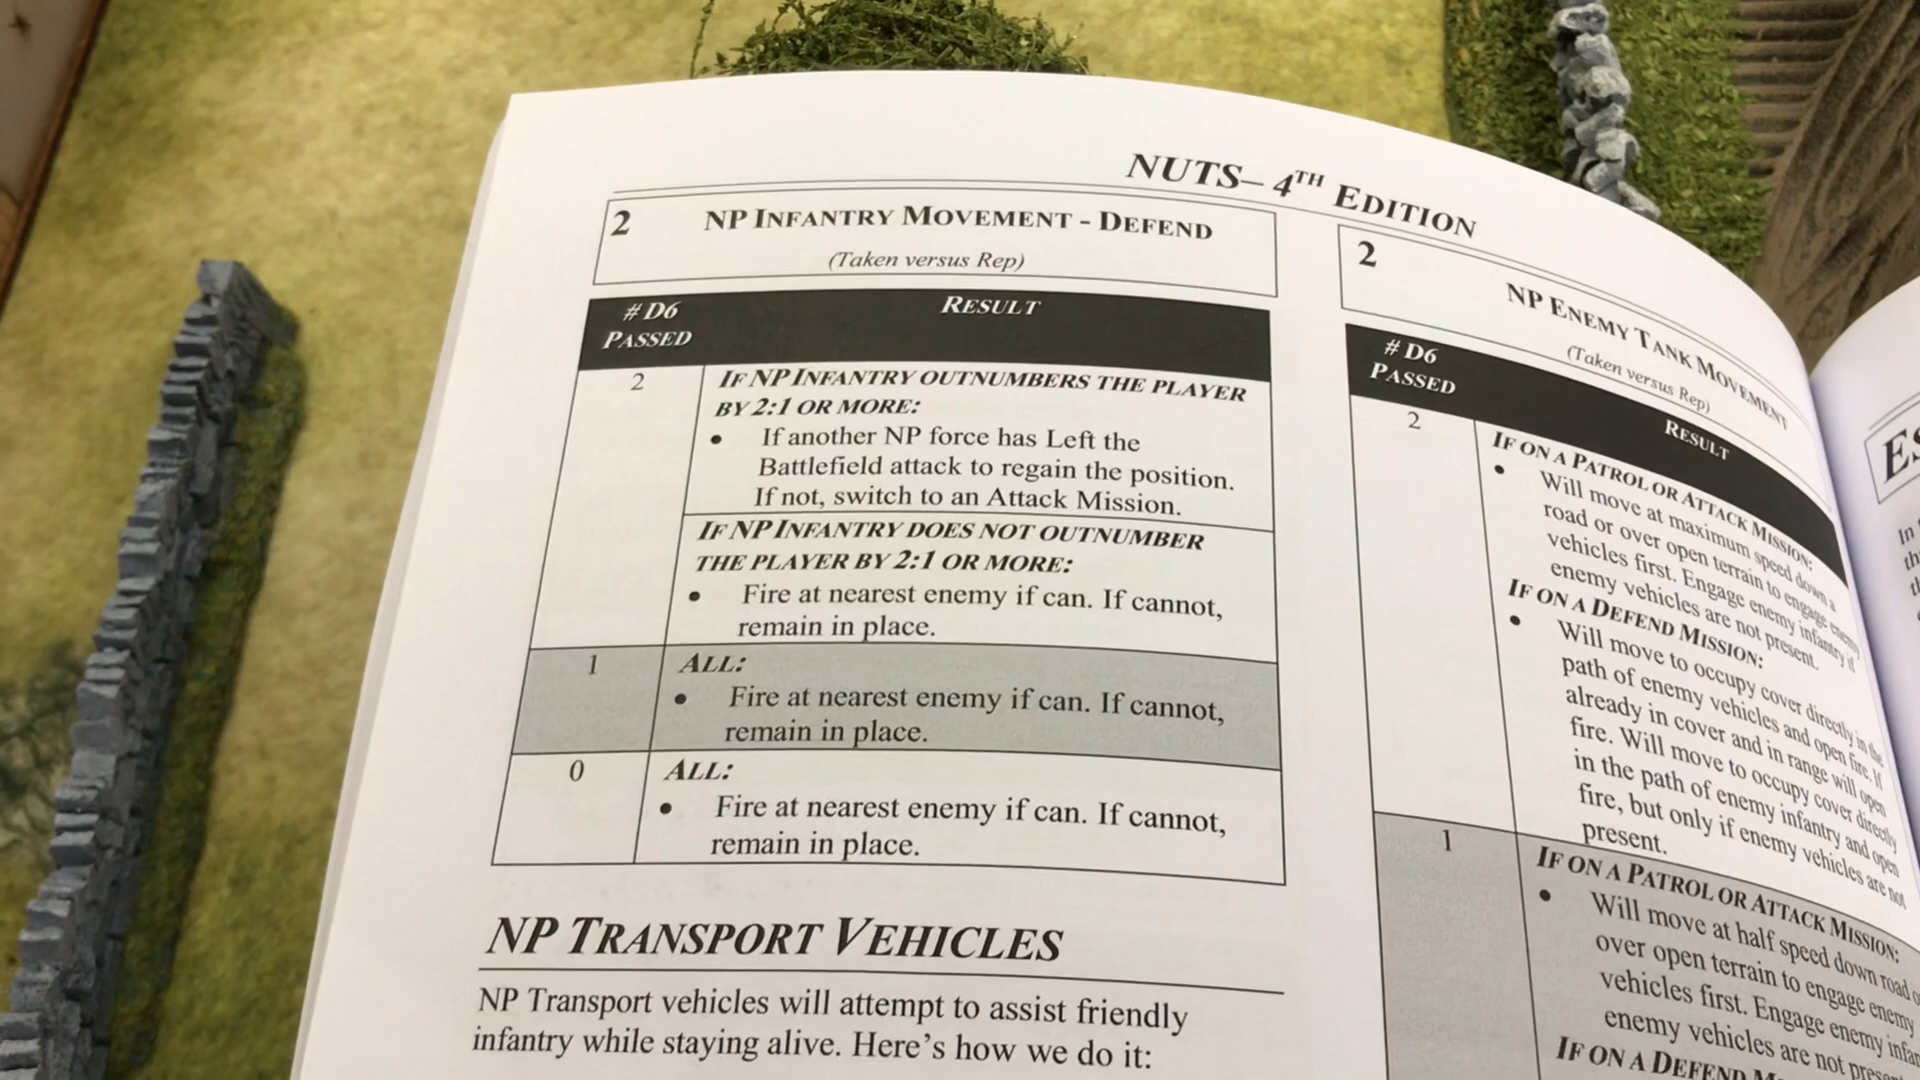 NUTS– 4TH EDITION
2 NP INFANTRY MOVEMENT - DEFEND
(Taken versus Rep)
# D6 RESULT
PASSED
2 IF NP INFANTRY OUTNUMBERS THE PLAYER
BY 2:1 OR MORE:
• If another NP force has Left the
Battlefield attack to regain the position.
If not, switch to an Attack Mission.
IF NP INFANTRY DOES NOT OUTNUMBER
THE PLAYER BY 2:1 OR MORE:
• Fire at nearest enemy if can. If cannot,
remain in place.
1 ALL:
• Fire at nearest enemy if can. If cannot,
remain in place.
0 ALL:
• Fire at nearest enemy if can. If cannot,
remain in place.
NP TRANSPORT VEHICLES
NP Transport vehicles will attempt to assist friendly
infantry while staying alive. Here's how we do it:
2 NP ENEMY TANK MOVEMENT
(Taken versus Rep)
# D6 RESULT
PASSED
2 IF ON A PATROL OR ATTACK MISSION:
• Will move at maximum speed down a
road or over open terrain to engage enemy
vehicles first. Engage enemy infantry if
enemy vehicles are not present.
IF ON A DEFEND MISSION:
• Will move to occupy cover directly in the
path of enemy vehicles and open fire. If
already in cover and in range will open
fire. Will move to occupy cover directly
in the path of enemy infantry and open
fire, but only if enemy vehicles are not
present.
1 IF ON A PATROL OR ATTACK MISSION:
• Will move at half speed down road
over open terrain to engage enemy
vehicles first. Engage enemy
enemy vehicles are not
IF ON A DEFEND
In